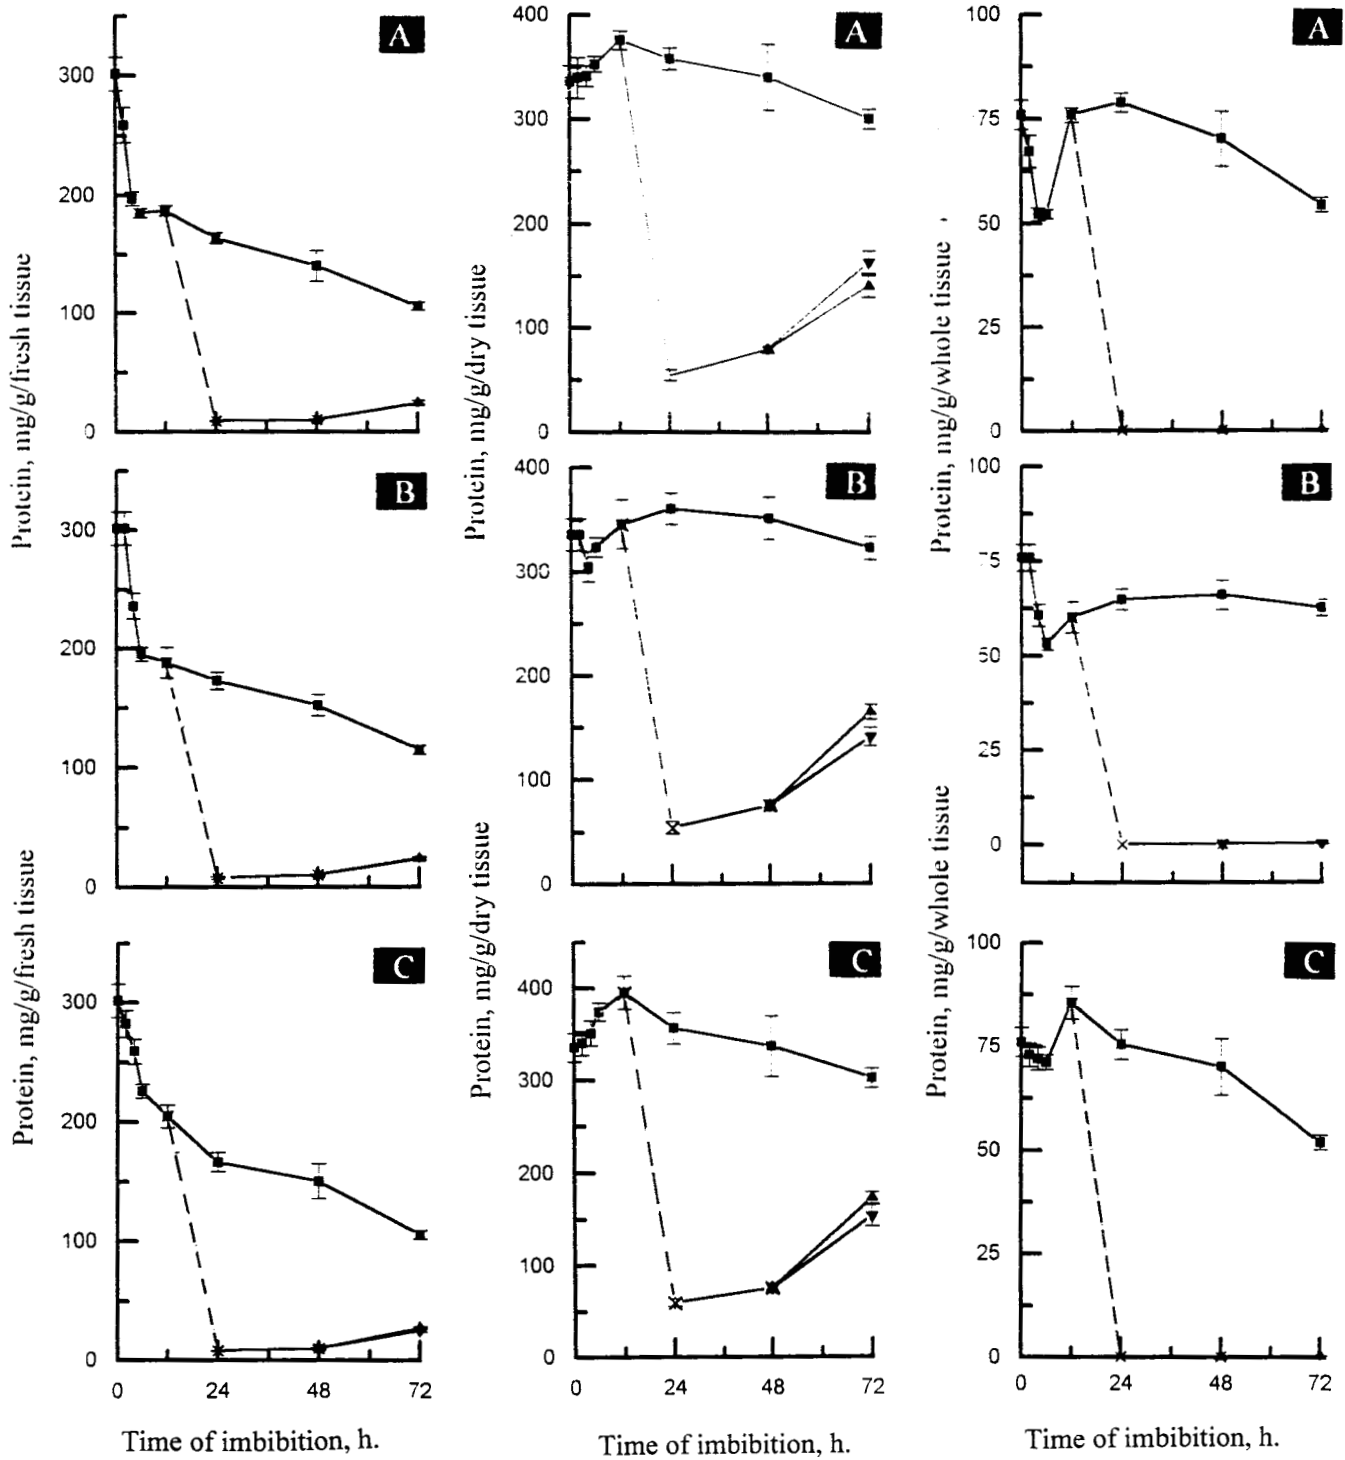 A
300
200
100
0
Protein, mg/g/fresh tissue
A
400
300
200
100
0
Protein, mg/g/dry tissue
A
100
75
50
25
0
Protein, mg/g/whole tissue
B
300
200
100
0
Protein, mg/g/fresh tissue
B
400
300
200
100
0
Protein, mg/g/dry tissue
B
100
75
50
25
0
Protein, mg/g/whole tissue
C
300
200
100
0
0 24 48 72
Time of imbibition, h.
C
400
300
200
100
0
0 24 48 72
Time of imbibition, h.
C
100
75
50
25
0
0 24 48 72
Time of imbibition, h.